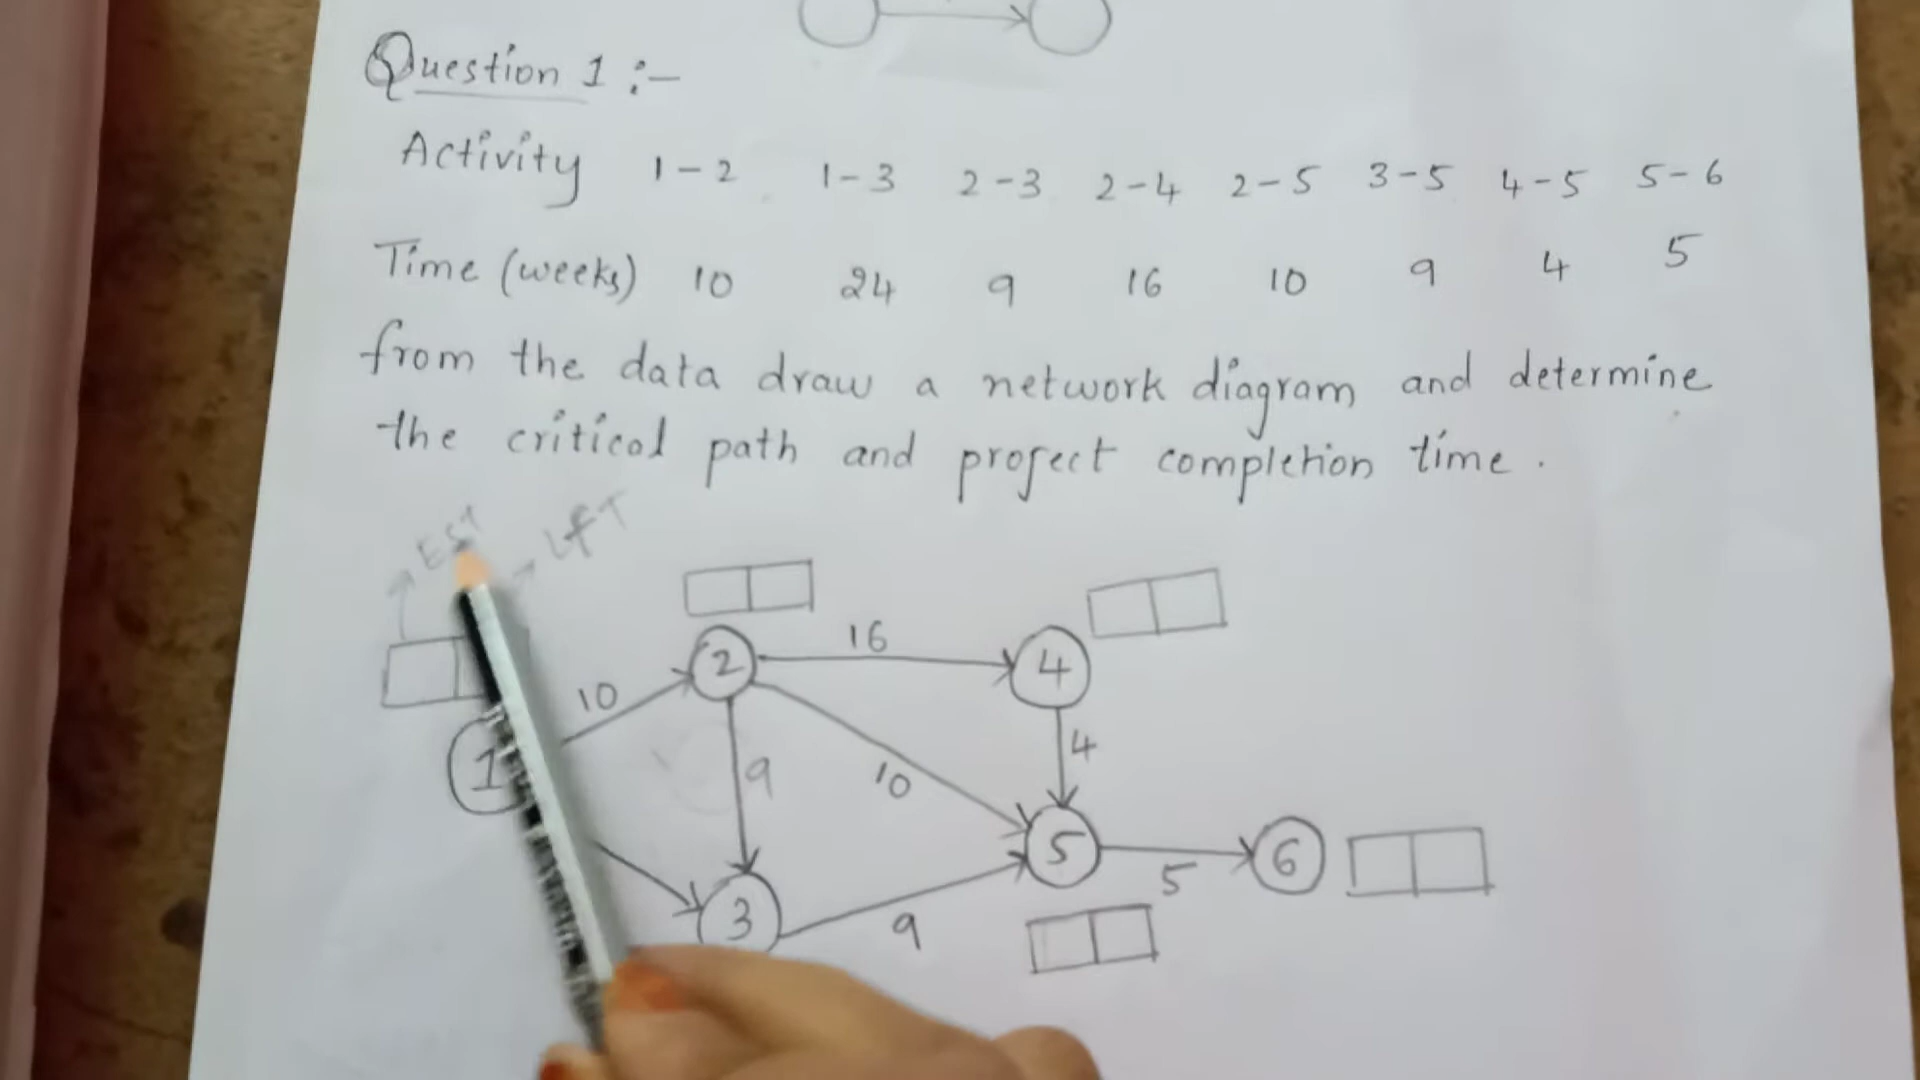 Question 1 :-
Activity 1-2 1-3 2-3 2-4 2-5 3-5 4-5 5-6
Time (weeks) 10 24 9 16 10 9 4 5
from the data draw a network diagram and determine
the critical path and project completion time.
EST LFT
2 16 4
10
1 9 10 4
3 9 5 5 6